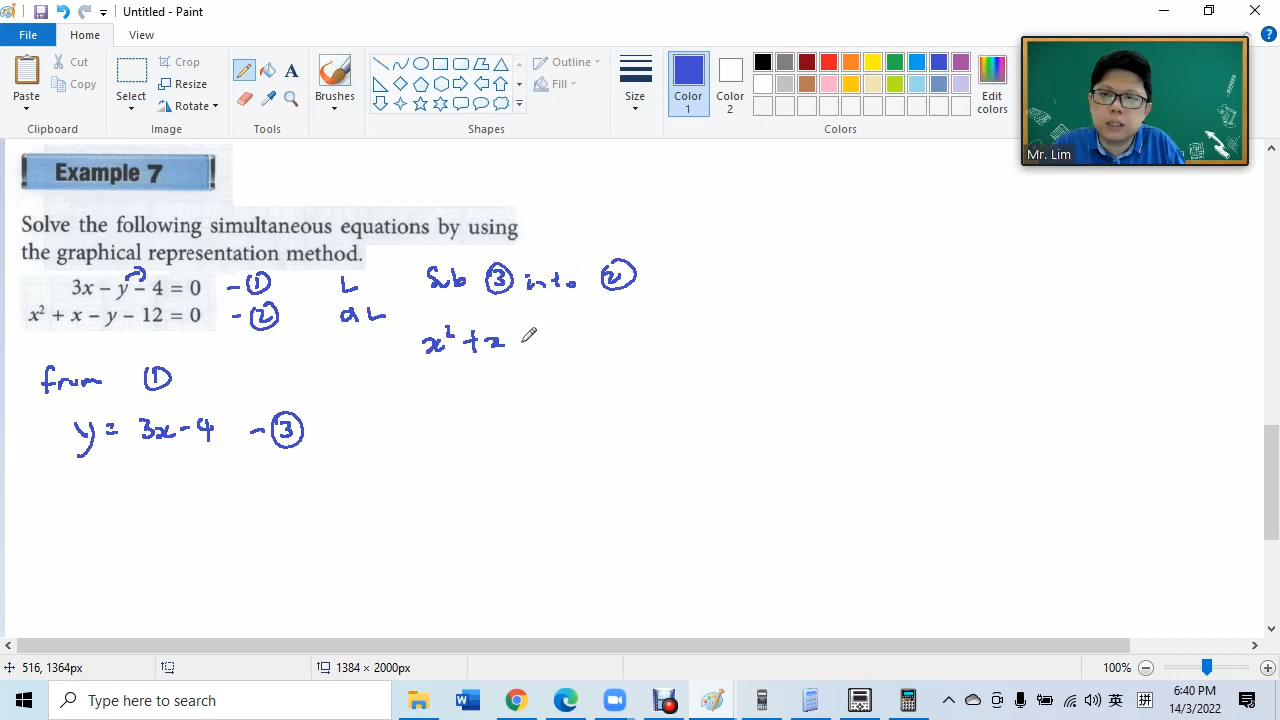 Untitled - Paint
File Home View
Paste Cut Copy Clipboard
Select Crop Resize Rotate Image
Tools
Brushes
Outline Fill Shapes
Size
Color 1 Color 2 Edit colors Colors
Mr. Lim
Example 7
Solve the following simultaneous equations by using
the graphical representation method.
3x − y − 4 = 0 - ① L
x² + x − y − 12 = 0 - ②
from ①
y = 3x - 4 - ③
Sub ③ into ②
x² + x
516, 1364px 1384 × 2000px 100%
Type here to search
英 拼 6:40 PM
14/3/2022